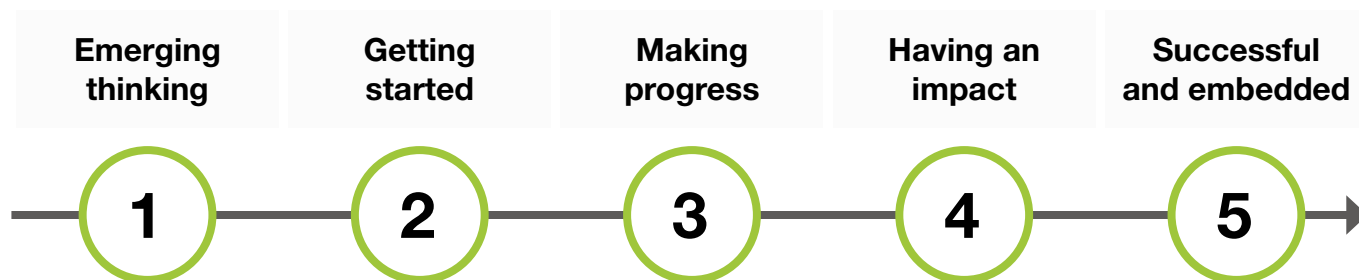 Emerging
thinking
Getting
started
Making
progress
Having an
impact
Successful
and embedded
1
2
3
4
5